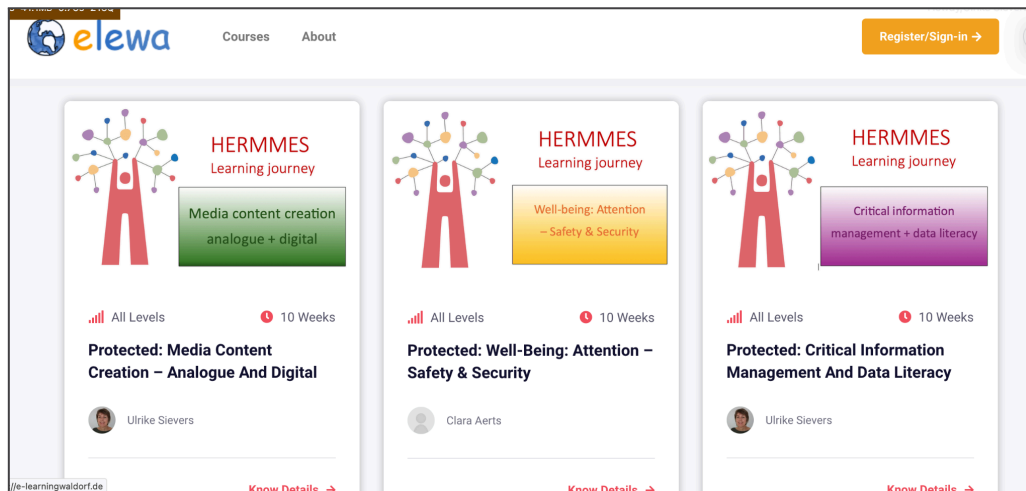 elewa
Courses
About
Register/Sign-in →
HERMMES
Learning journey
Media content creation
analogue + digital
All Levels
10 Weeks
Protected: Media Content
Creation – Analogue And Digital
Ulrike Sievers
Know Details →
HERMMES
Learning journey
Well-being: Attention
– Safety & Security
All Levels
10 Weeks
Protected: Well-Being: Attention –
Safety & Security
Clara Aerts
Know Details →
HERMMES
Learning journey
Critical information
management + data literacy
All Levels
10 Weeks
Protected: Critical Information
Management And Data Literacy
Ulrike Sievers
Know Details →
//e-learningwaldorf.de